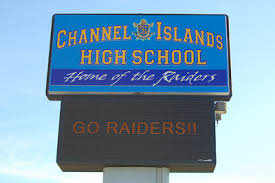 CHANNEL ISLANDS
HIGH SCHOOL
Home of the Raiders
GO RAIDERS!!